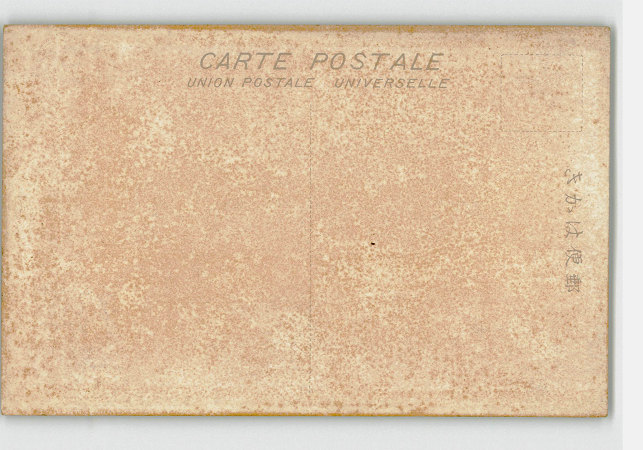 CARTE POSTALE
UNION POSTALE UNIVERSELLE
郵便はかき